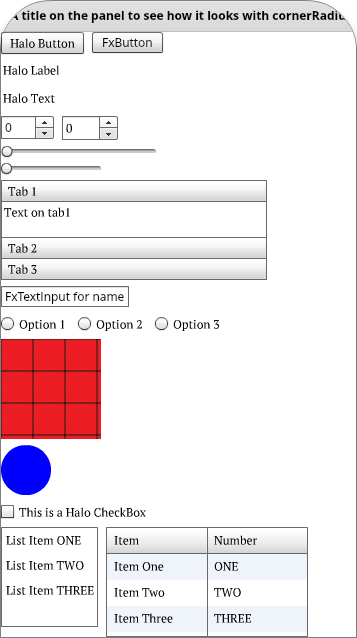 A title on the panel to see how it looks with cornerRadiu
Halo Button FxButton
Halo Label
Halo Text
0 0
Tab 1
Text on tab1
Tab 2
Tab 3
FxTextInput for name
Option 1 Option 2 Option 3
This is a Halo CheckBox
List Item ONE
List Item TWO
List Item THREE
Item Number
Item One ONE
Item Two TWO
Item Three THREE